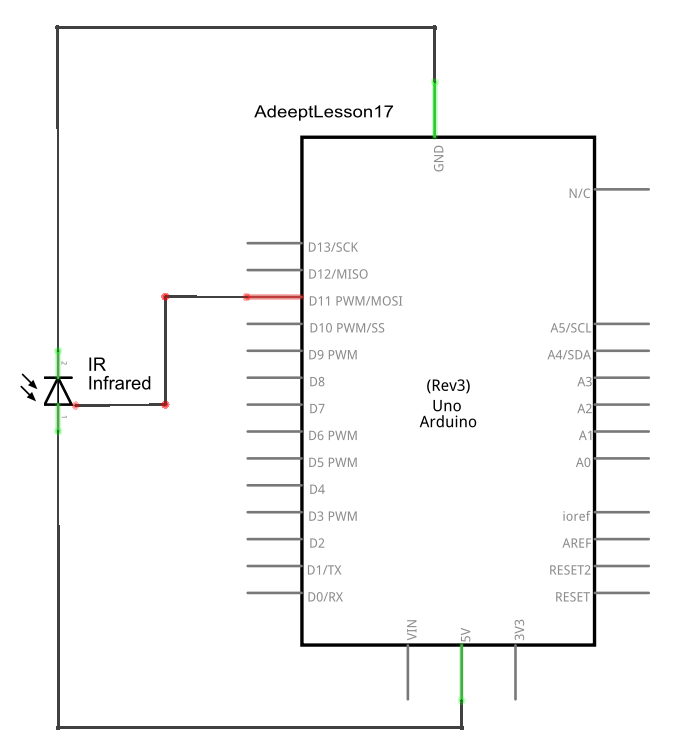 AdeeptLesson17
GND
N/C
D13/SCK
D12/MISO
D11 PWM/MOSI
D10 PWM/SS
A5/SCL
D9 PWM
A4/SDA
2
IR
Infrared
1
D8
A3
D7
A2
D6 PWM
A1
D5 PWM
A0
(Rev3)
Uno
Arduino
D4
D3 PWM
ioref
D2
AREF
D1/TX
RESET2
D0/RX
RESET
VIN
5V
3V3